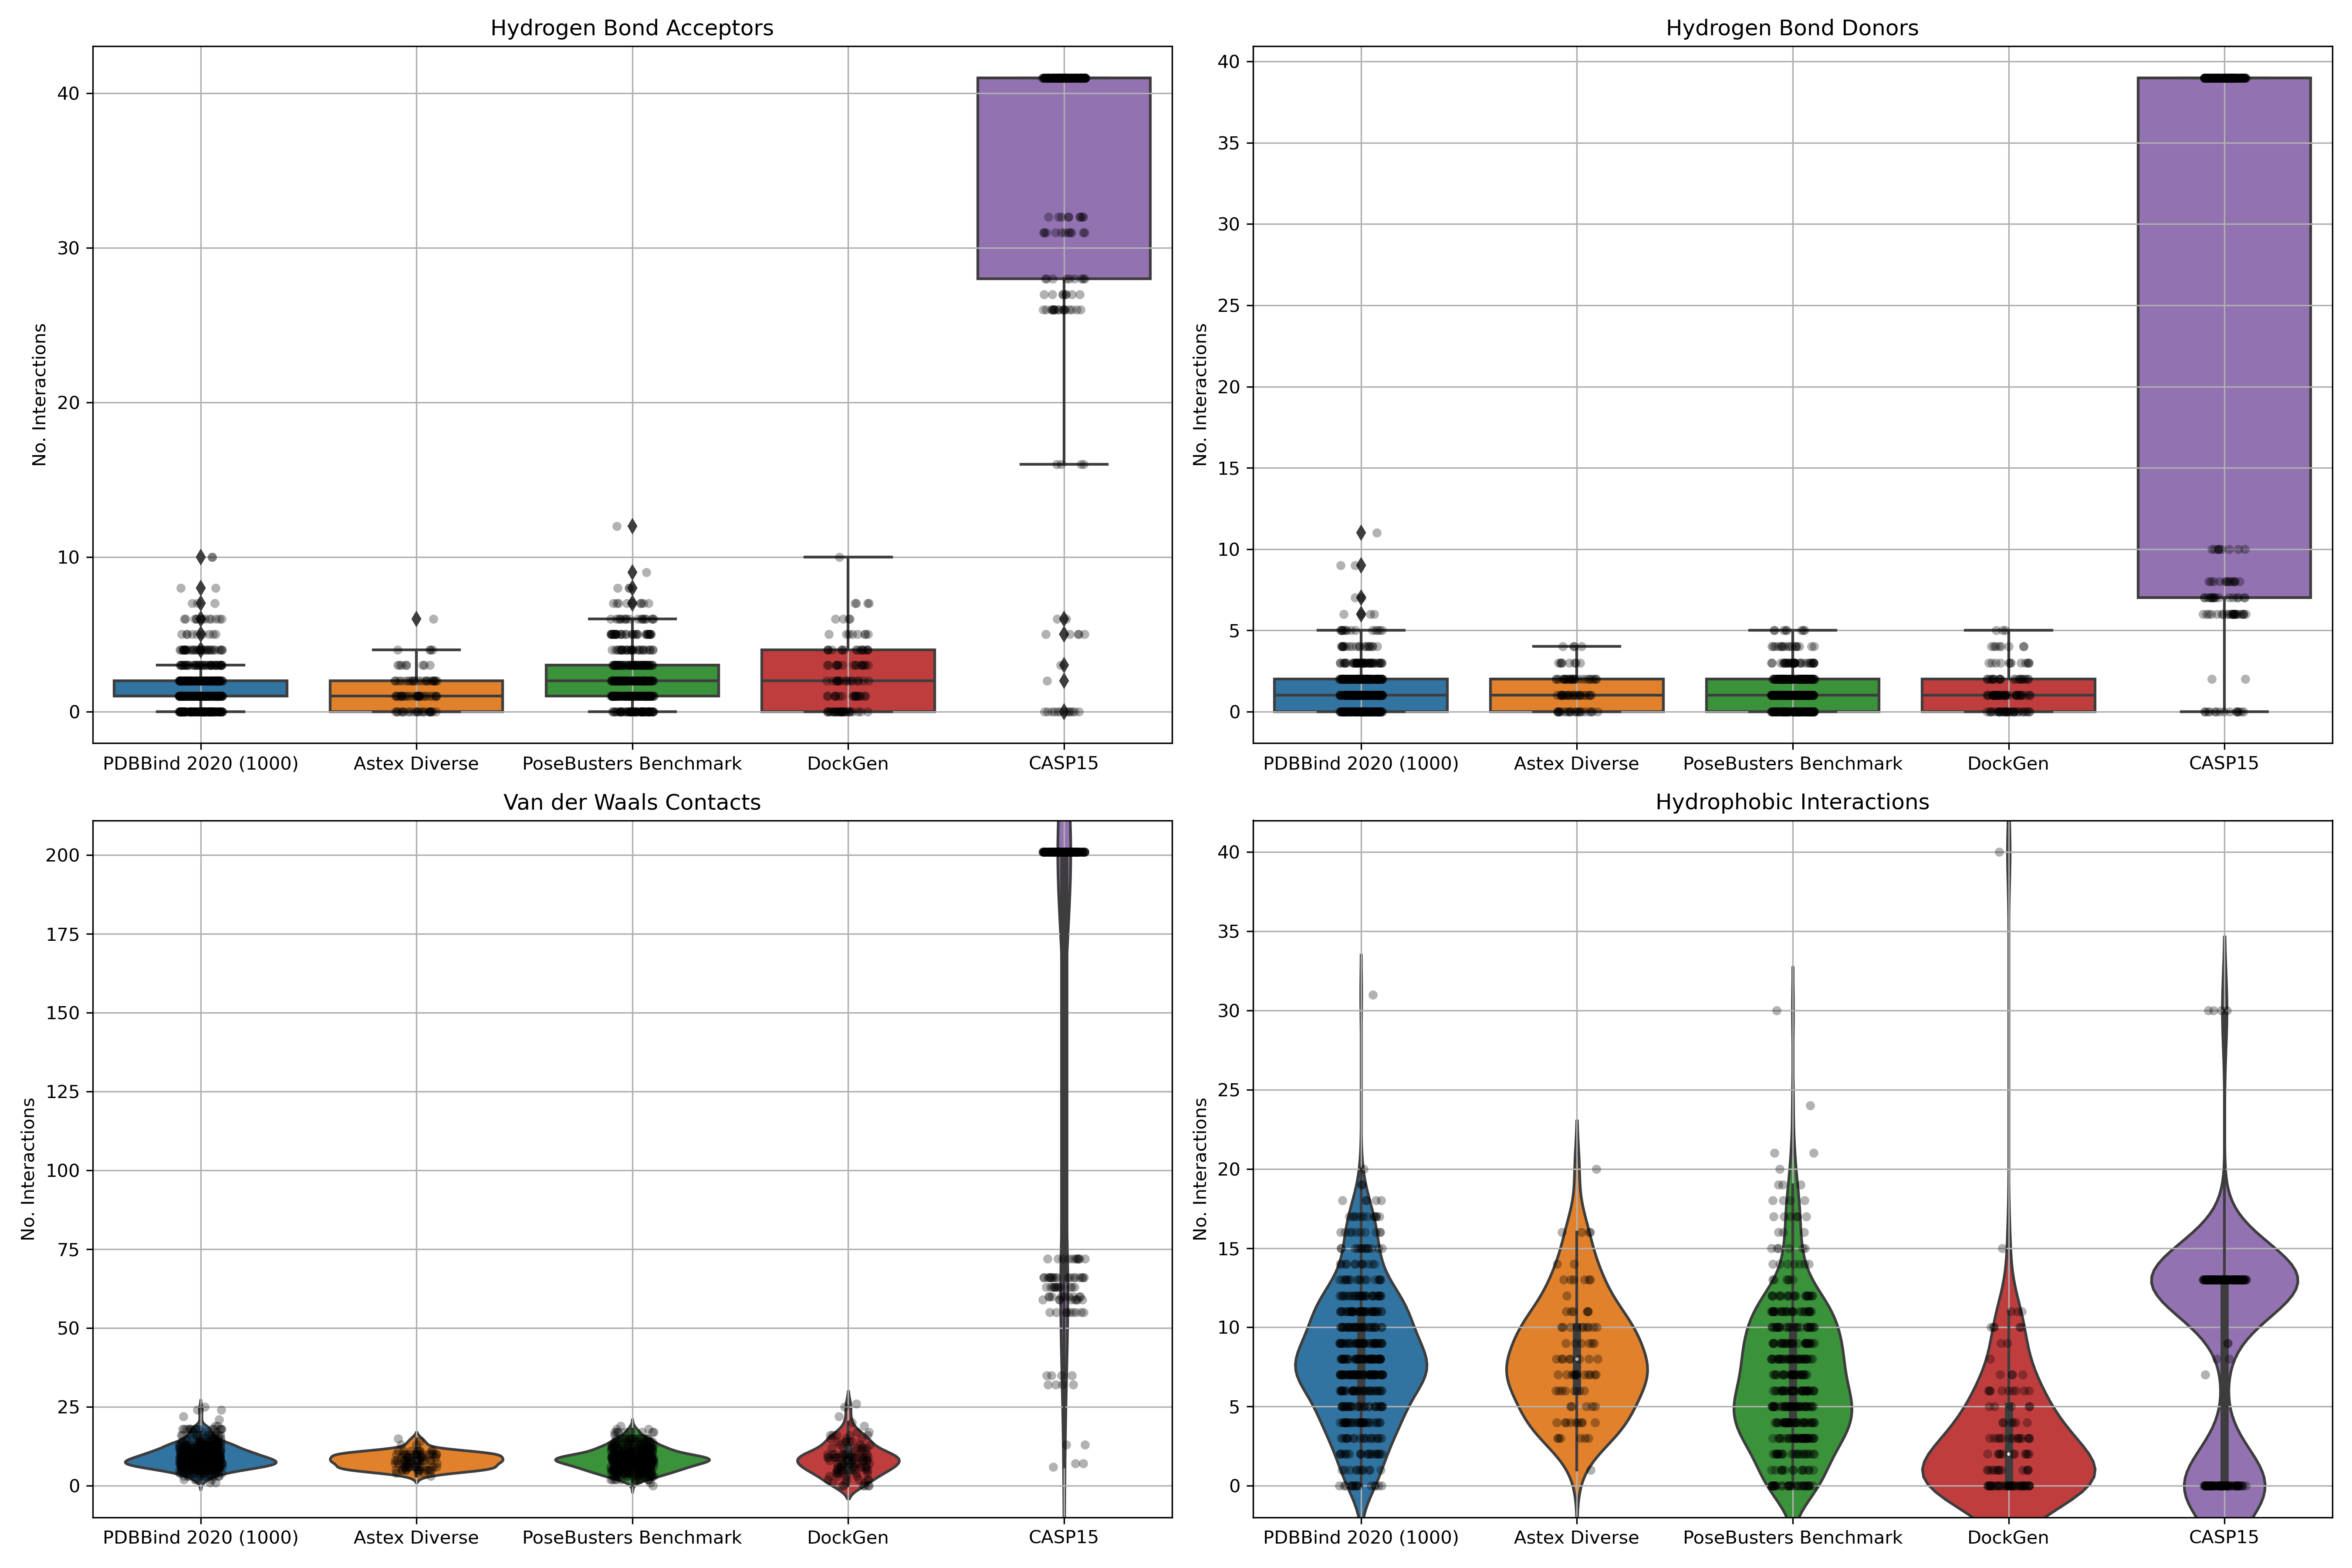 Hydrogen Bond Acceptors
No. Interactions
40
30
20
10
0
PDBBind 2020 (1000) Astex Diverse PoseBusters Benchmark DockGen CASP15
Hydrogen Bond Donors
No. Interactions
40
35
30
25
20
15
10
5
0
PDBBind 2020 (1000) Astex Diverse PoseBusters Benchmark DockGen CASP15
Van der Waals Contacts
No. Interactions
200
175
150
125
100
75
50
25
0
PDBBind 2020 (1000) Astex Diverse PoseBusters Benchmark DockGen CASP15
Hydrophobic Interactions
No. Interactions
40
35
30
25
20
15
10
5
0
PDBBind 2020 (1000) Astex Diverse PoseBusters Benchmark DockGen CASP15